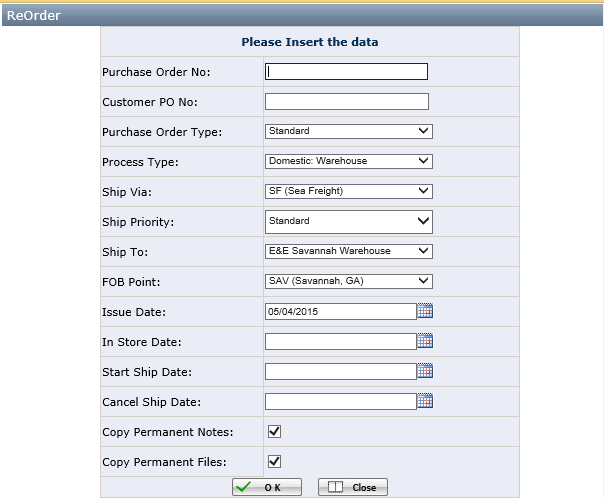 ReOrder
Please Insert the data
Purchase Order No:
Customer PO No:
Purchase Order Type: Standard
Process Type: Domestic: Warehouse
Ship Via: SF (Sea Freight)
Ship Priority: Standard
Ship To: E&E Savannah Warehouse
FOB Point: SAV (Savannah, GA)
Issue Date: 05/04/2015
In Store Date:
Start Ship Date:
Cancel Ship Date:
Copy Permanent Notes:
Copy Permanent Files:
O K Close